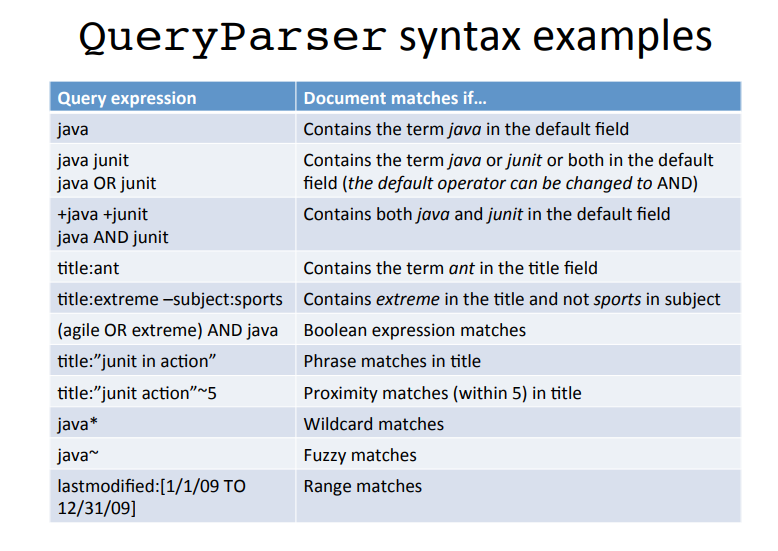 QueryParser syntax examples
Query expression
Document matches if…
java
Contains the term java in the default field
java junit
java OR junit
Contains the term java or junit or both in the default
field (the default operator can be changed to AND)
+java +junit
java AND junit
Contains both java and junit in the default field
title:ant
Contains the term ant in the title field
title:extreme –subject:sports
Contains extreme in the title and not sports in subject
(agile OR extreme) AND java
Boolean expression matches
title:”junit in action”
Phrase matches in title
title:”junit action”~5
Proximity matches (within 5) in title
java*
Wildcard matches
java~
Fuzzy matches
lastmodified:[1/1/09 TO
12/31/09]
Range matches